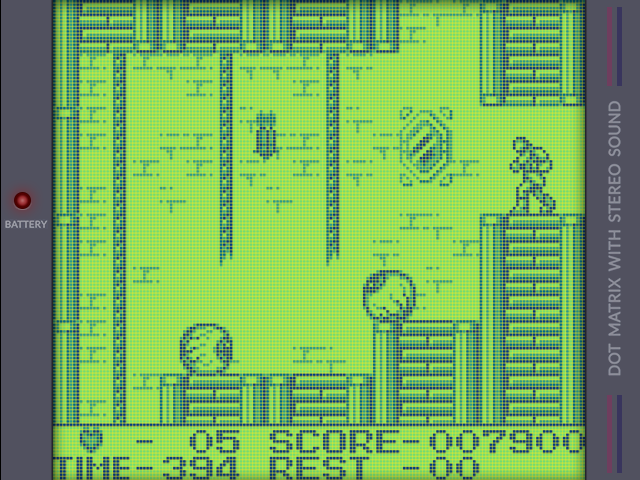 BATTERY
DOT MATRIX WITH STEREO SOUND
- 05 SCORE-007900
TIME-394 REST -00